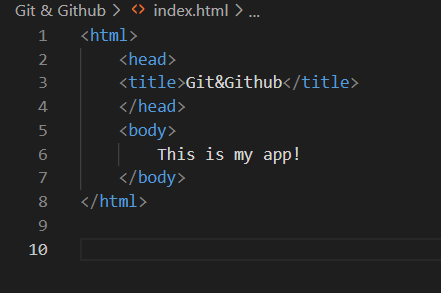 Git & Github > <> index.html > ...
1 <html>
2     <head>
3     <title>Git&Github</title>
4     </head>
5     <body>
6         This is my app!
7     </body>
8 </html>
9
10